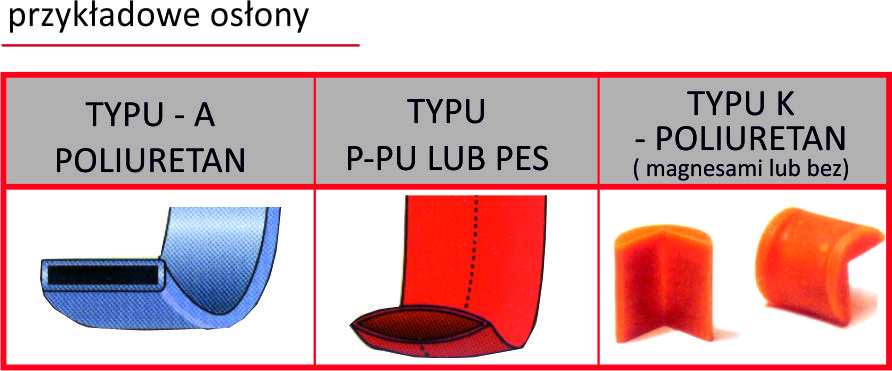 przykładowe osłony
TYPU - A
POLIURETAN
TYPU
P-PU LUB PES
TYPU K
- POLIURETAN
( magnesami lub bez)